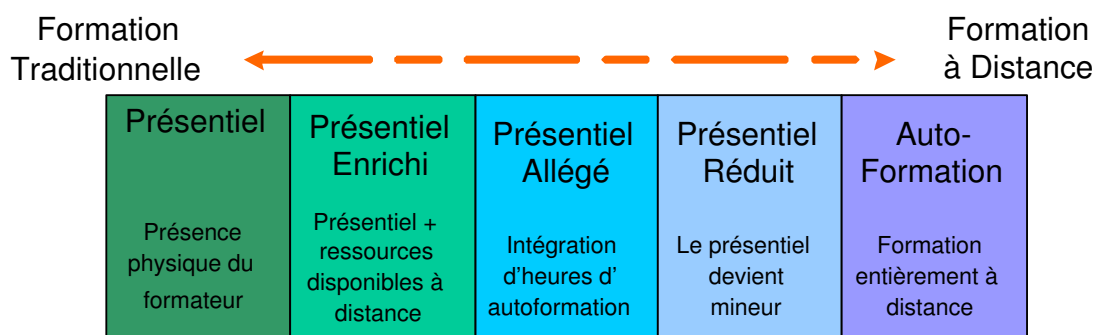 Formation
Traditionnelle
Formation
à Distance
Présentiel
Présence
physique du
formateur
Présentiel
Enrichi
Présentiel +
ressources
disponibles à
distance
Présentiel
Allégé
Intégration
d'heures d'
autoformation
Présentiel
Réduit
Le présentiel
devient
mineur
Auto-
Formation
Formation
entièrement à
distance